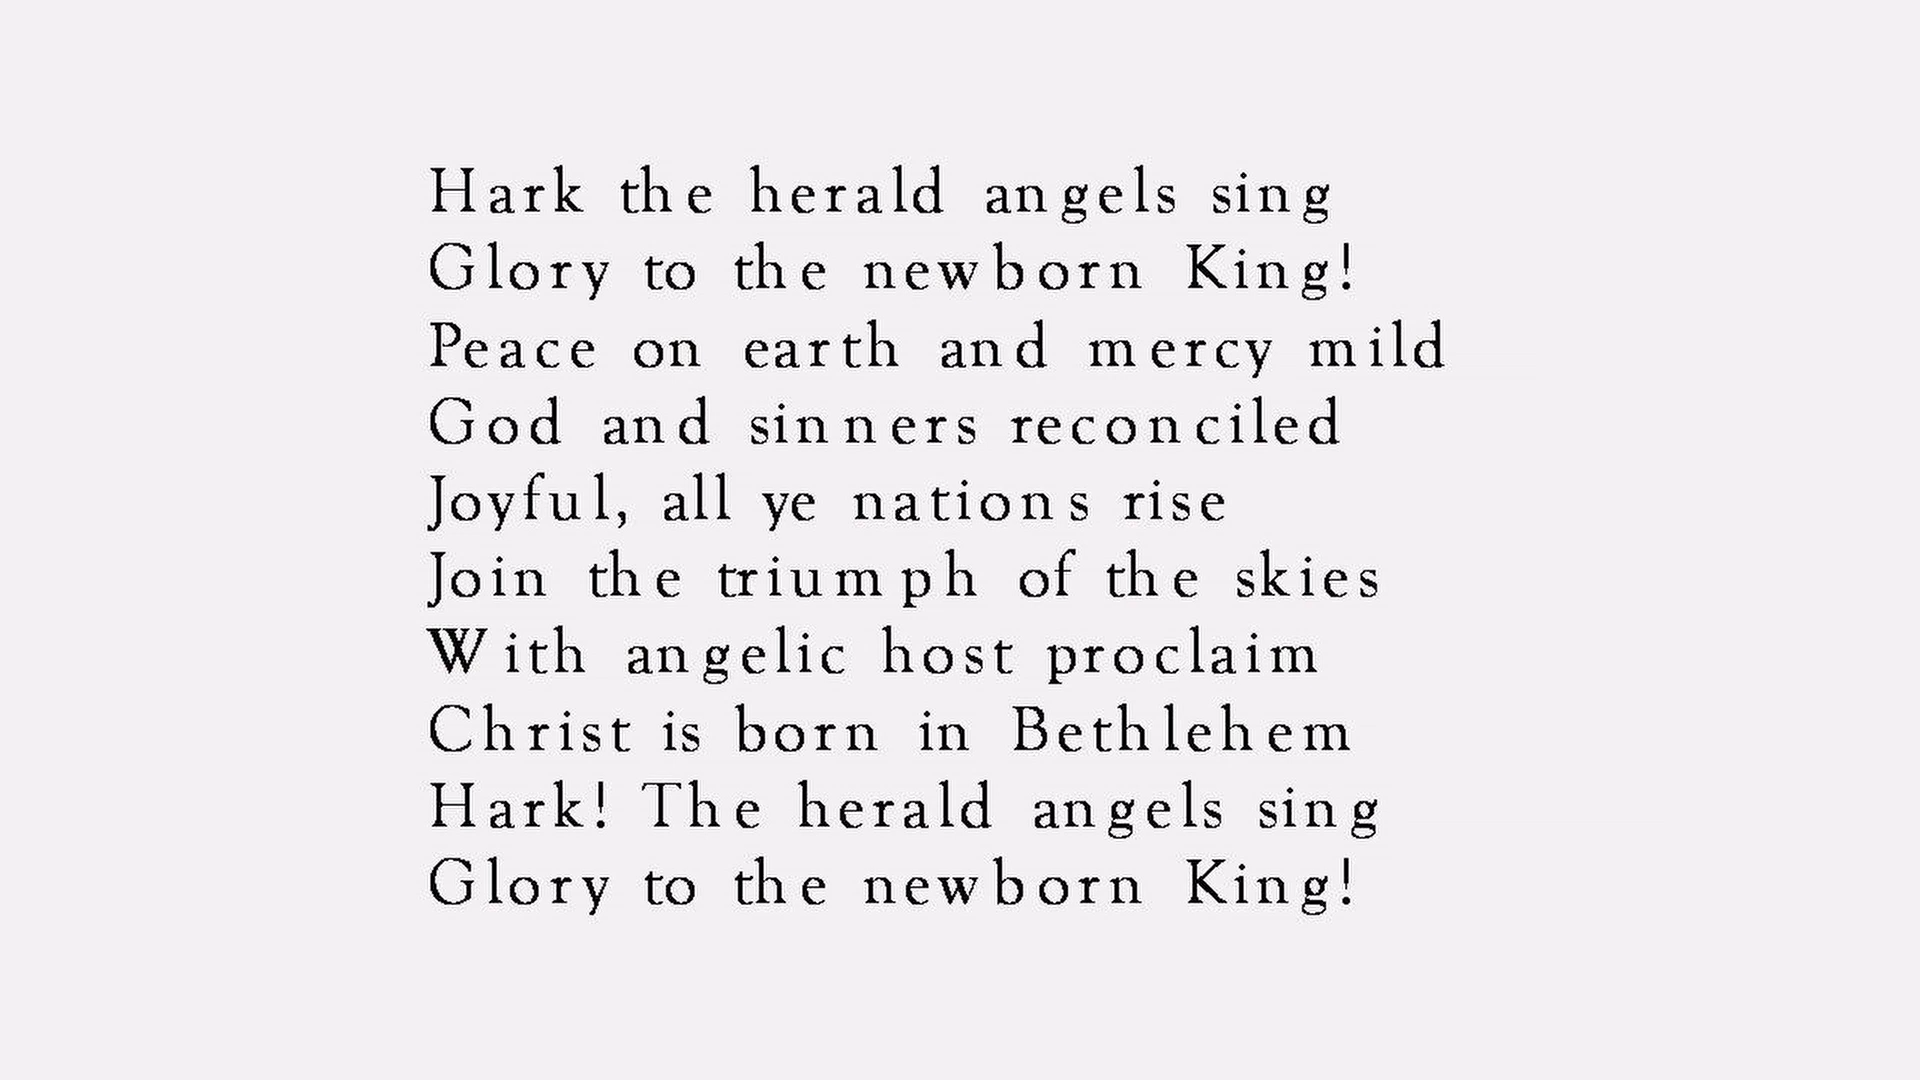 Hark the herald angels sing
Glory to the newborn King!
Peace on earth and mercy mild
God and sinners reconciled
Joyful, all ye nations rise
Join the triumph of the skies
With angelic host proclaim
Christ is born in Bethlehem
Hark! The herald angels sing
Glory to the newborn King!